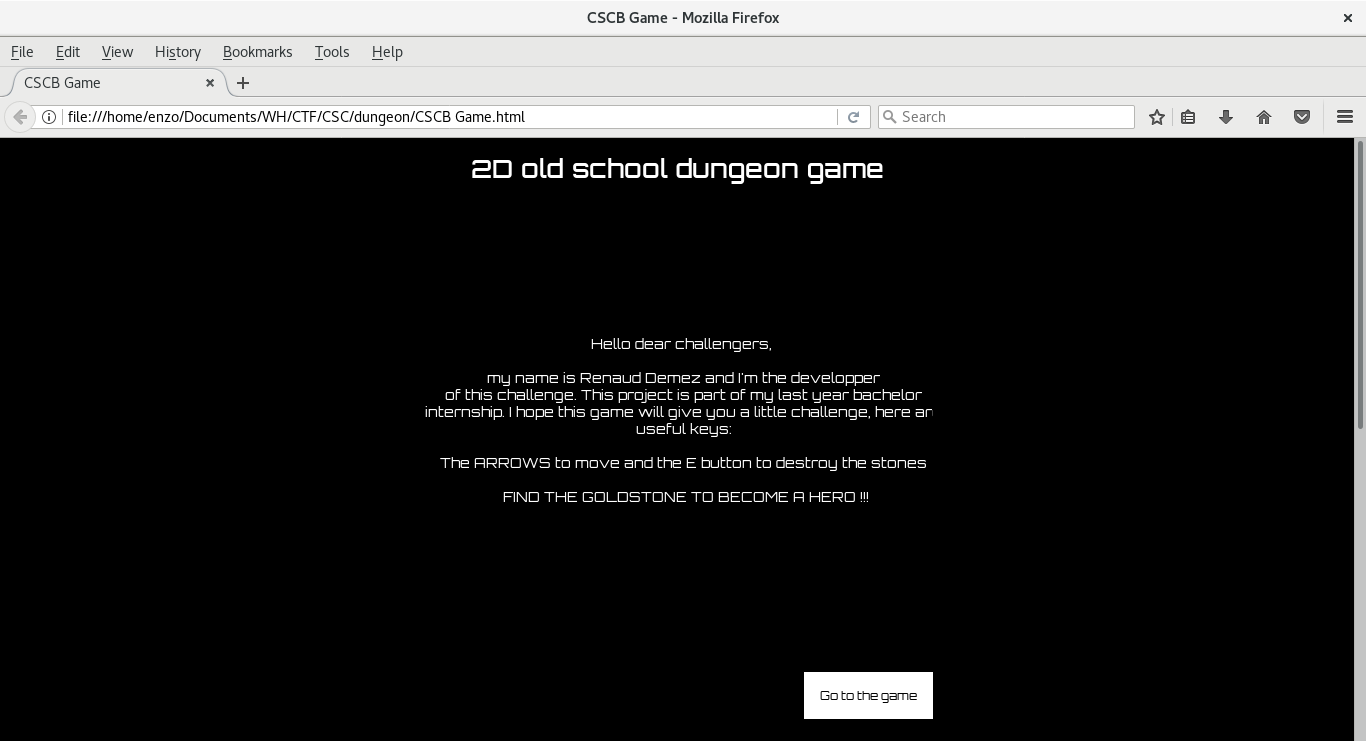 CSCB Game - Mozilla Firefox
File Edit View History Bookmarks Tools Help
CSCB Game
file:///home/enzo/Documents/WH/CTF/CSC/dungeon/CSCB Game.html Search
2D old school dungeon game
Hello dear challengers,
my name is Renaud Demez and I'm the developper
of this challenge. This project is part of my last year bachelor
internship. I hope this game will give you a little challenge, here ar
useful keys:
The ARROWS to move and the E button to destroy the stones
FIND THE GOLDSTONE TO BECOME A HERO !!!
Go to the game